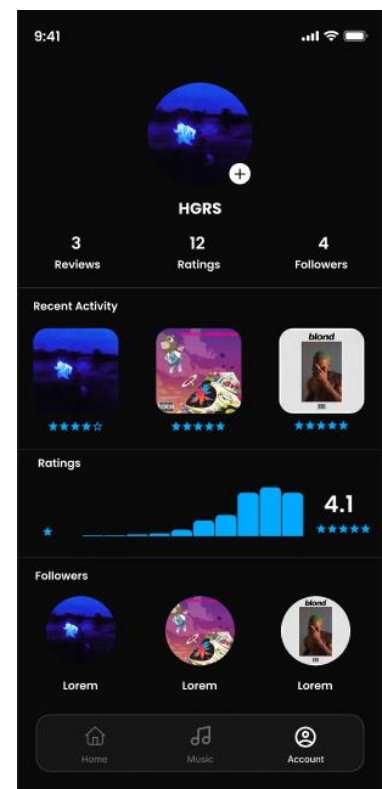 9:41
HGRS
3 12 4
Reviews Ratings Followers
Recent Activity
blond
Ratings
4.1
Followers
blond
Lorem Lorem Lorem
Home Music Account